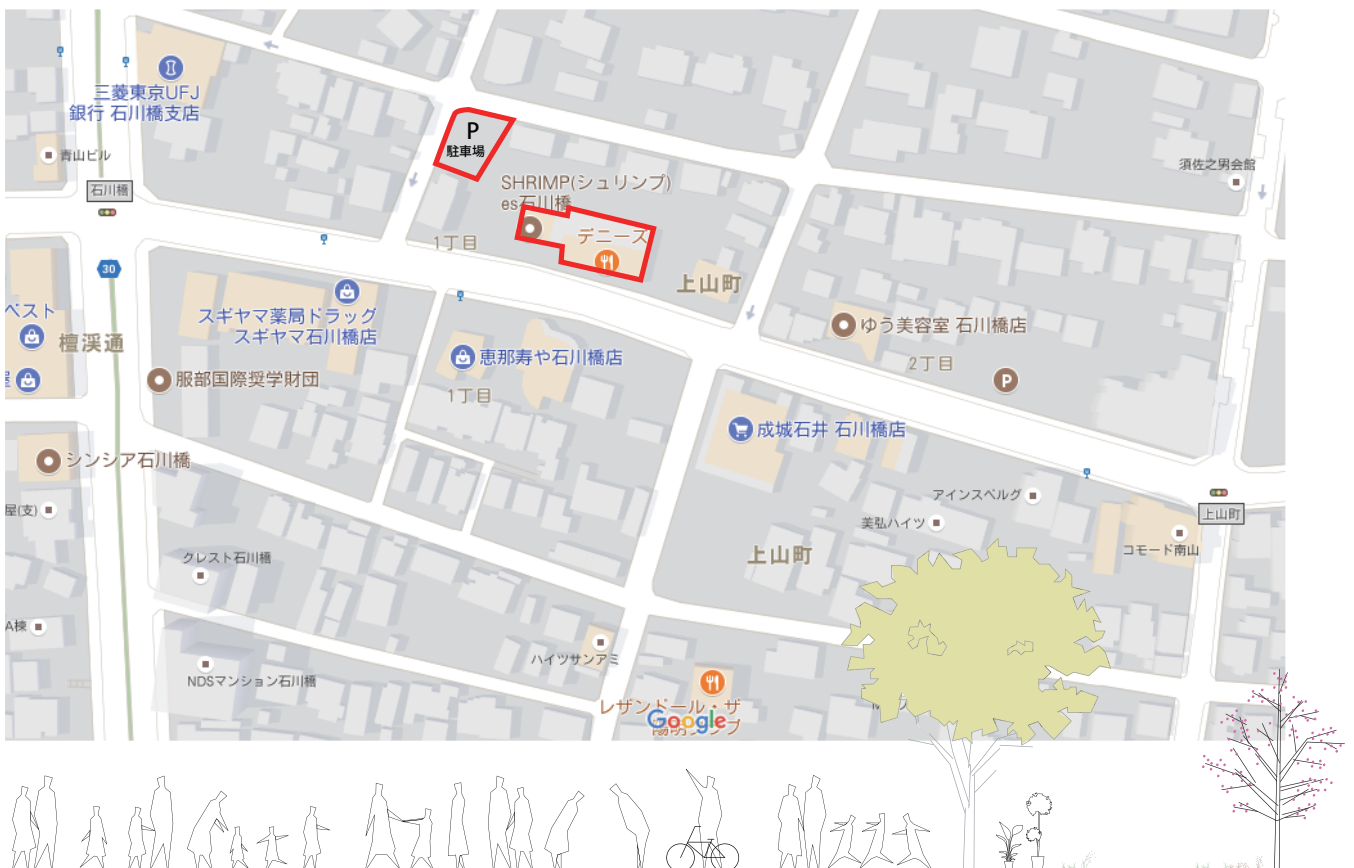 三菱東京UFJ
銀行 石川橋支店
青山ビル
石川橋
P
駐車場
SHRIMP(シュリンプ)
es石川橋
須佐之男会館
1丁目
デニーズ
上山町
30
ベスト
檀渓通
スギヤマ薬局ドラッグ
スギヤマ石川橋店
ゆう美容室 石川橋店
2丁目
P
恵那寿や石川橋店
服部国際奨学財団
1丁目
成城石井 石川橋店
シンシア石川橋
屋(支)
アインスベルグ
美弘ハイツ
上山町
コモード南山
クレスト石川橋
上山町
A棟
ハイツサンアミ
NDSマンション石川橋
レザンドール・ザ
Google